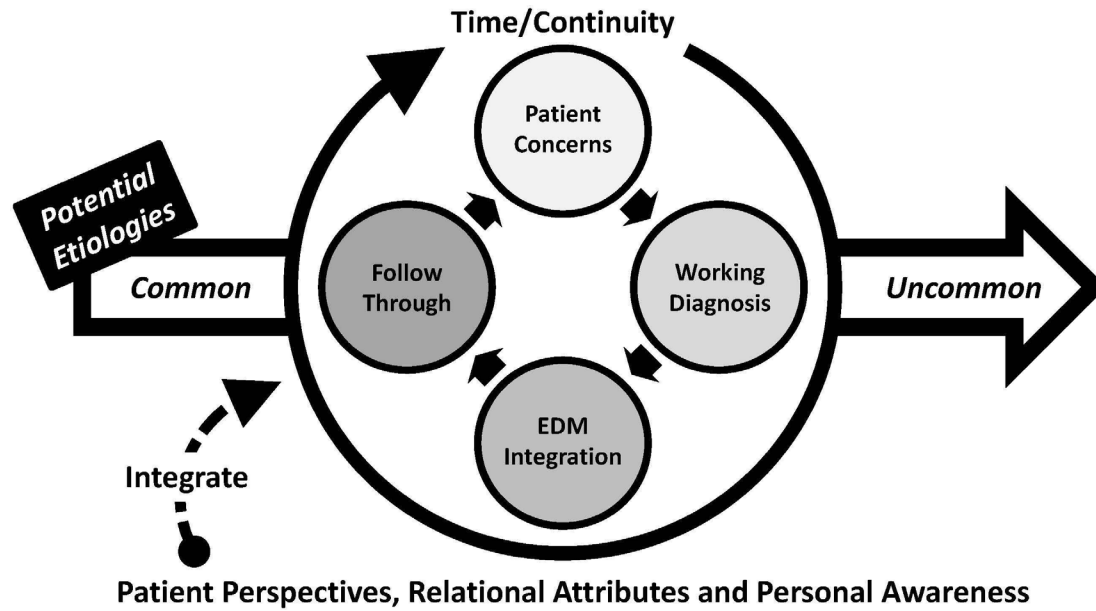 Time/Continuity
Patient
Concerns
Potential
Etiologies
Common
Follow
Through
Working
Diagnosis
Uncommon
EDM
Integration
Integrate
Patient Perspectives, Relational Attributes and Personal Awareness